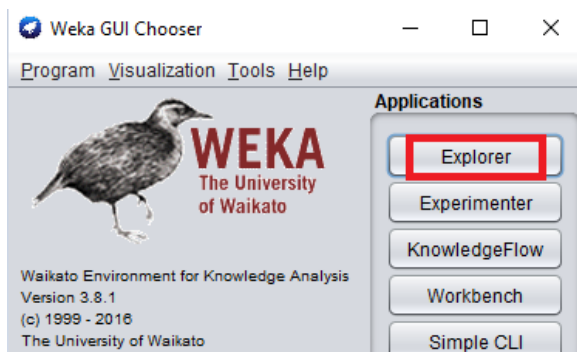 Weka GUI Chooser
Program Visualization Tools Help
Applications
WEKA
The University
of Waikato
Explorer
Experimenter
KnowledgeFlow
Workbench
Simple CLI
Waikato Environment for Knowledge Analysis
Version 3.8.1
(c) 1999 - 2016
The University of Waikato